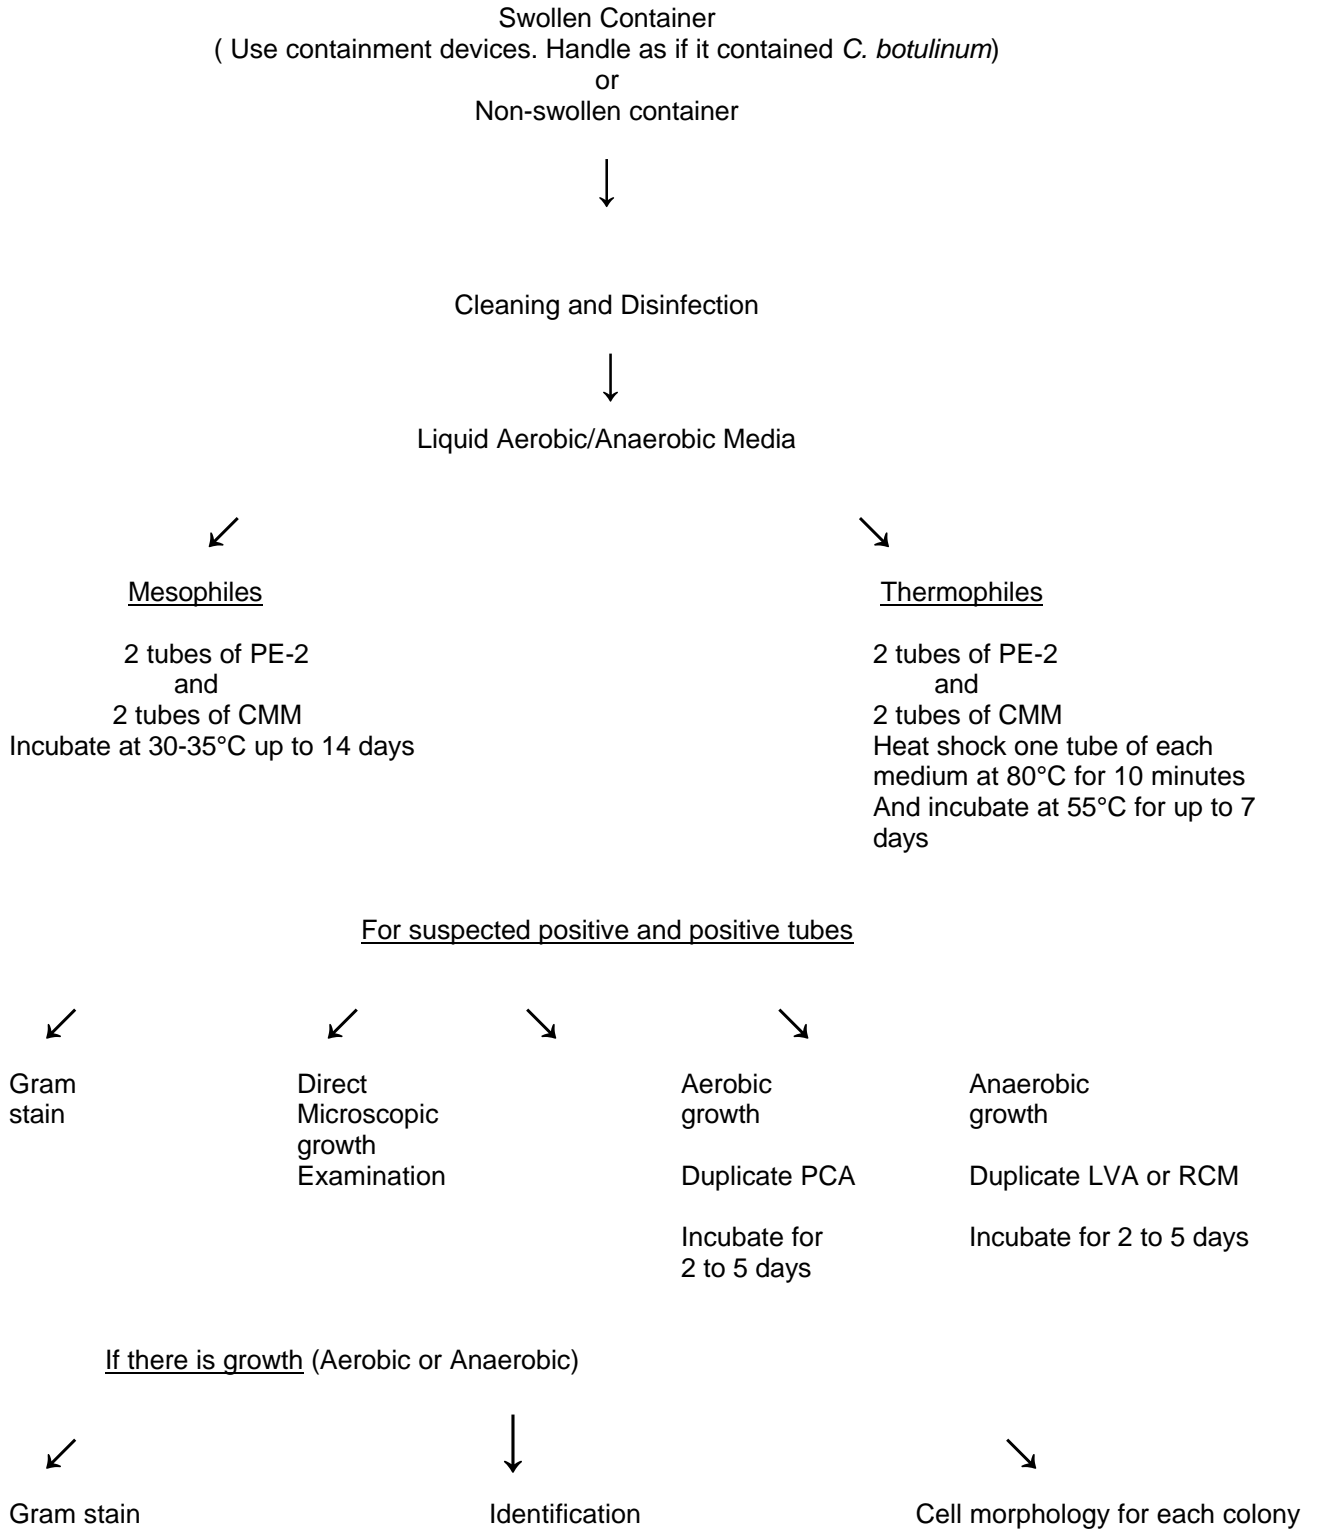 Swollen Container
( Use containment devices. Handle as if it contained C. botulinum)
or
Non-swollen container
Cleaning and Disinfection
Liquid Aerobic/Anaerobic Media
Mesophiles
2 tubes of PE-2
and
2 tubes of CMM
Incubate at 30-35°C up to 14 days
Thermophiles
2 tubes of PE-2
and
2 tubes of CMM
Heat shock one tube of each
medium at 80°C for 10 minutes
And incubate at 55°C for up to 7
days
For suspected positive and positive tubes
Gram
stain
Direct
Microscopic
growth
Examination
Aerobic
growth
Duplicate PCA
Incubate for
2 to 5 days
Anaerobic
growth
Duplicate LVA or RCM
Incubate for 2 to 5 days
If there is growth (Aerobic or Anaerobic)
Gram stain
Identification
Cell morphology for each colony